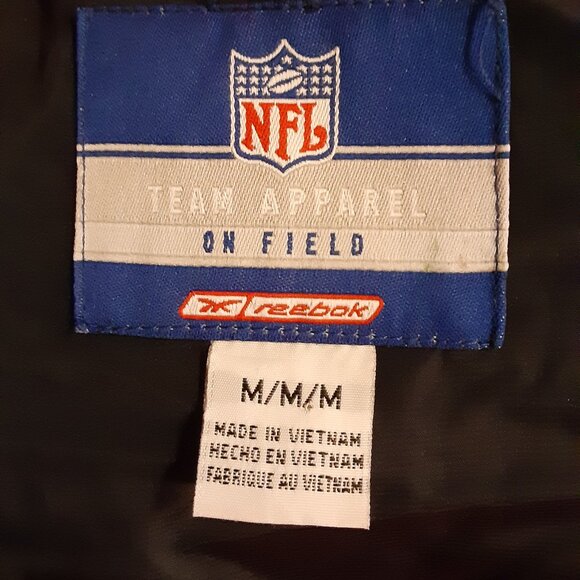 NFL
TEAM APPAREL
ON FIELD
reebok
M/M/M
MADE IN VIETNAM
HECHO EN VIETNAM
FABRIQUE AU VIETNAM